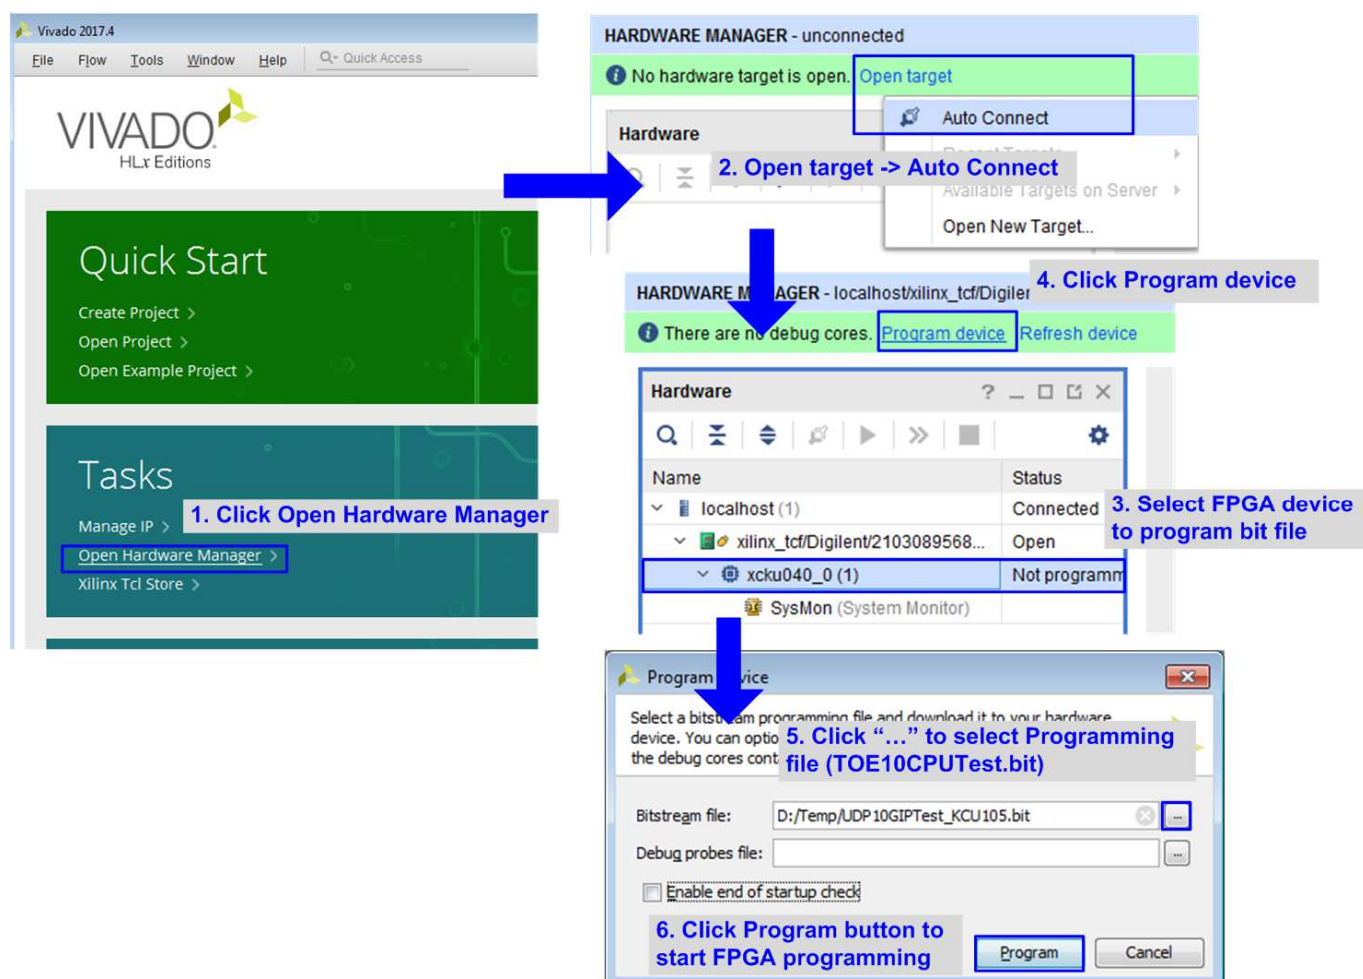 Vivado 2017.4
File Flow Tools Window Help Quick Access
VIVADO
HLx Editions
Quick Start
Create Project >
Open Project >
Open Example Project >
Tasks
Manage IP >
1. Click Open Hardware Manager
Open Hardware Manager >
Xilinx Tcl Store >
HARDWARE MANAGER - unconnected
No hardware target is open. Open target
Auto Connect
Hardware
2. Open target -> Auto Connect
Available Targets on Server
Open New Target...
4. Click Program device
HARDWARE MANAGER - localhost/xilinx_tcf/Digilent
There are no debug cores. Program device Refresh device
Hardware
Name Status
localhost (1) Connected
3. Select FPGA device
to program bit file
xilinx_tcf/Digilent/2103089568... Open
xcku040_0 (1) Not programm
SysMon (System Monitor)
Program Device
Select a bitstream programming file and download it to your hardware
device. You can opti
the debug cores cont
5. Click “...” to select Programming
file (TOE10CPUTest.bit)
Bitstream file: D:/Temp/UDP10GIPTest_KCU105.bit ...
Debug probes file: ...
Enable end of startup check
6. Click Program button to
start FPGA programming
Program Cancel